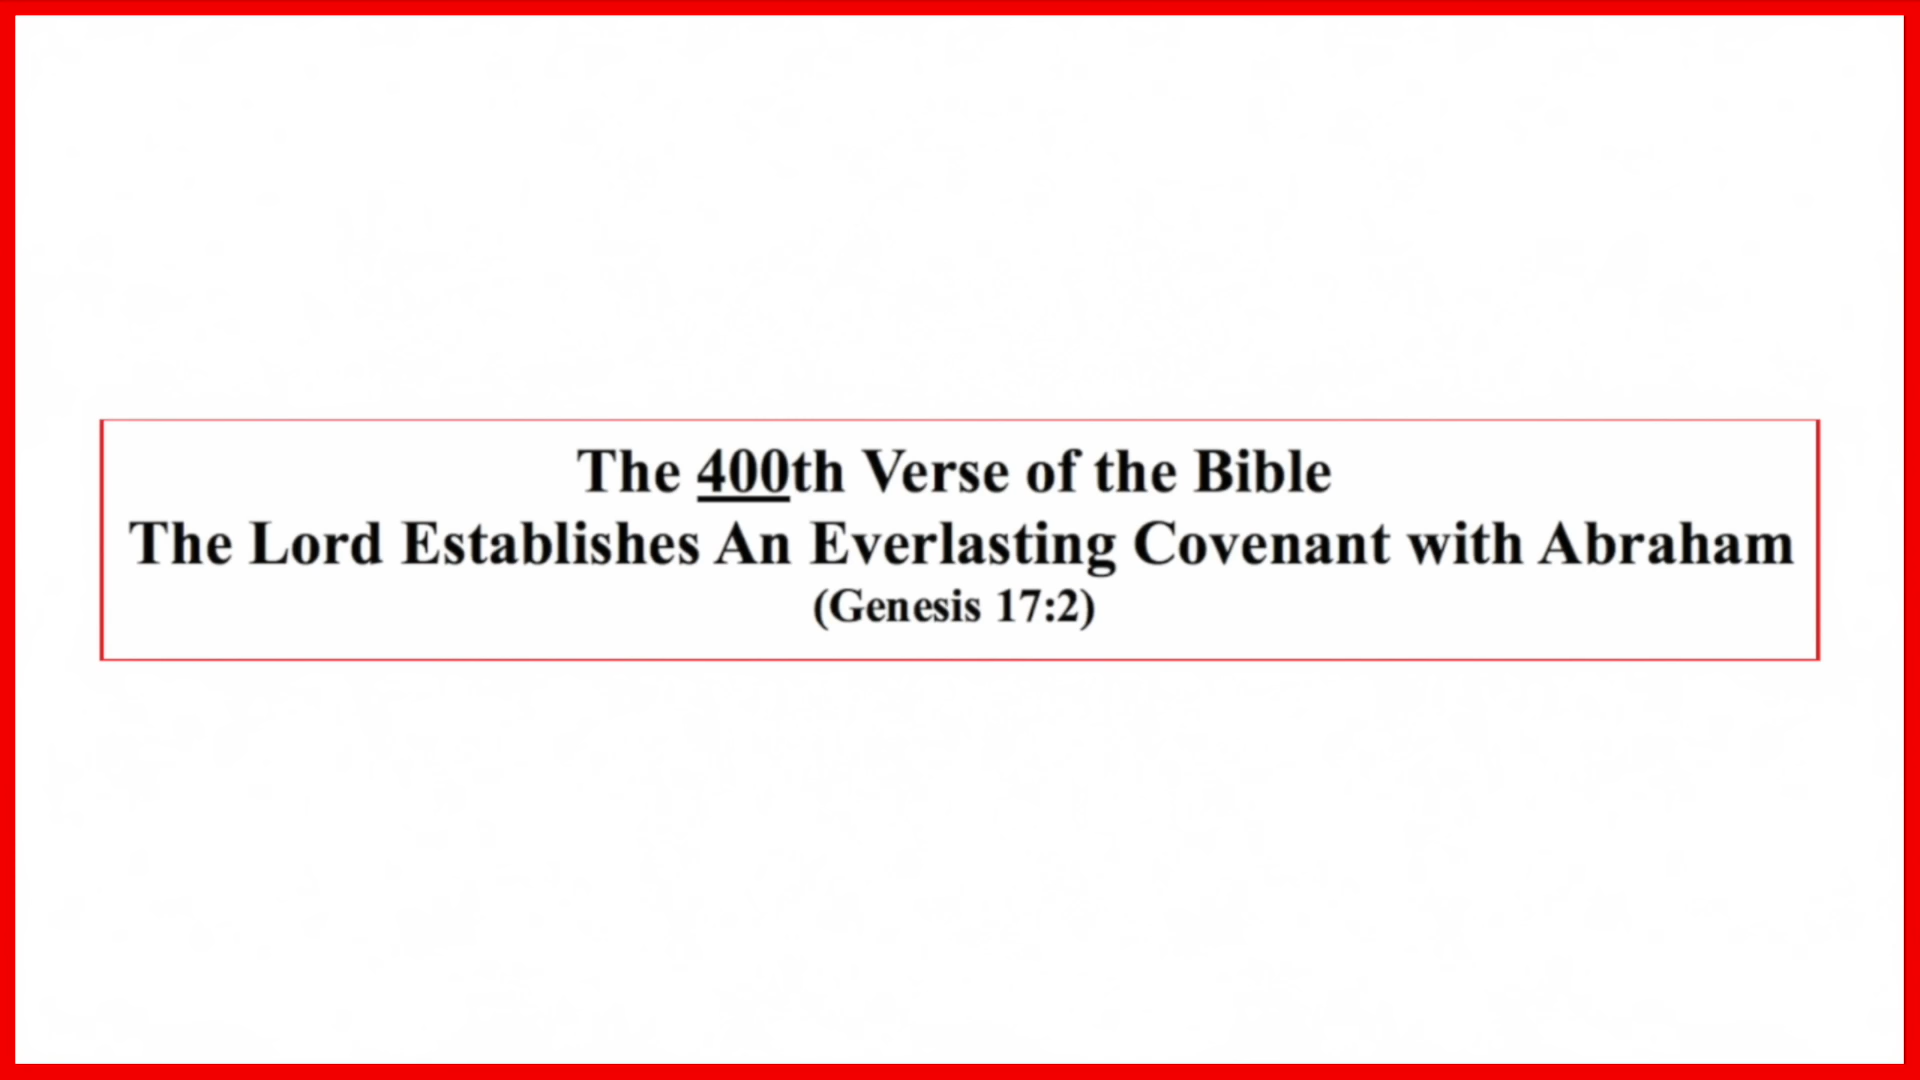 The 400th Verse of the Bible
The Lord Establishes An Everlasting Covenant with Abraham
(Genesis 17:2)